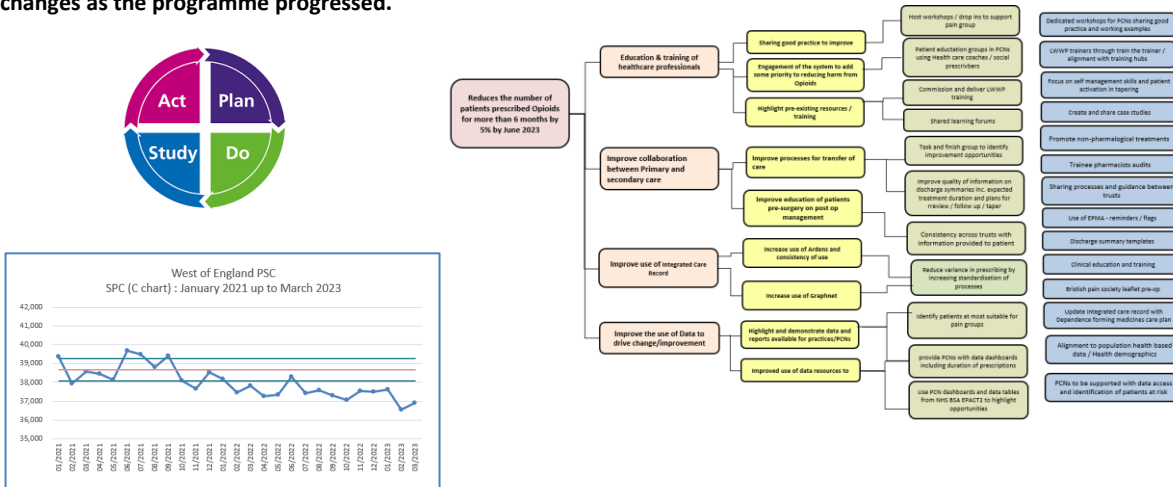 changes as the programme progressed.
Act
Plan
Study
Do
West of England PSC
SPC (C chart) : January 2021 up to March 2023
42,000
41,000
40,000
39,000
38,000
37,000
36,000
35,000
01/2021
02/2021
03/2021
04/2021
05/2021
06/2021
07/2021
08/2021
09/2021
10/2021
11/2021
12/2021
01/2022
02/2022
03/2022
04/2022
05/2022
06/2022
07/2022
08/2022
09/2022
10/2022
11/2022
12/2022
01/2023
02/2023
03/2023
Reduces the number of
patients prescribed Opioids
for more than 6 months by
5% by June 2023
Education & training of
healthcare professionals
Improve collaboration
between Primary and
secondary care
Improve use of Integrated Care
Record
Improve the use of Data to
drive change/improvement
Sharing good practice to improve
Engagement of the system to add
some priority to reducing harm from
Opioids
Highlight pre-existing resources /
training
Improve processes for transfer of
care
Improve education of patients
pre-surgery on post op
management
Increase use of Ardens and
consistency of use
Increase use of Graphnet
Highlight and demonstrate data and
reports available for practices/PCNs
Improved use of data resources to
Host workshops / drop ins to support
pain group
Patient eductation groups in PCNs
using Health care coaches / social
prescrivbers
Commission and deliver LWWP
training
Shared learning forums
Task and finish group to identify
improvement opportunities
Improve quality of information on
discharge symmaries inc. expected
treatment duration and plans for
rreview / follow up / taper
Consistency across trusts with
information provided to patient
Reduce variance in prescribing by
increasing standardisation of
processes
Identify patients at most suitable for
pain groups
provide PCNs with data dashboards
including duration of prescriptions
Use PCN dashboards and data tables
from NHS BSA EPACT2 to highlight
opportunities
Dedicated workshops for PCNs sharing good
practice and working examples
LWWP trainers through train the trainer /
alignment with training hubs
Focus on self management skills and patient
activation in tapering
Create and share case studies
Promote non-pharmalogical treatments
Trainee pharmacists audits
Sharing processes and guidance between
trusts
Use of EPMA - reminders / flags
Discharge summary templates
Clinical education and training
Bristish pain society leaflet pre-op
Update integrated care record with
Dependence forming medicines care plan
Alignment to population health based
data / Health demographics
PCNs to be supported with data access
and identification of patients at risk